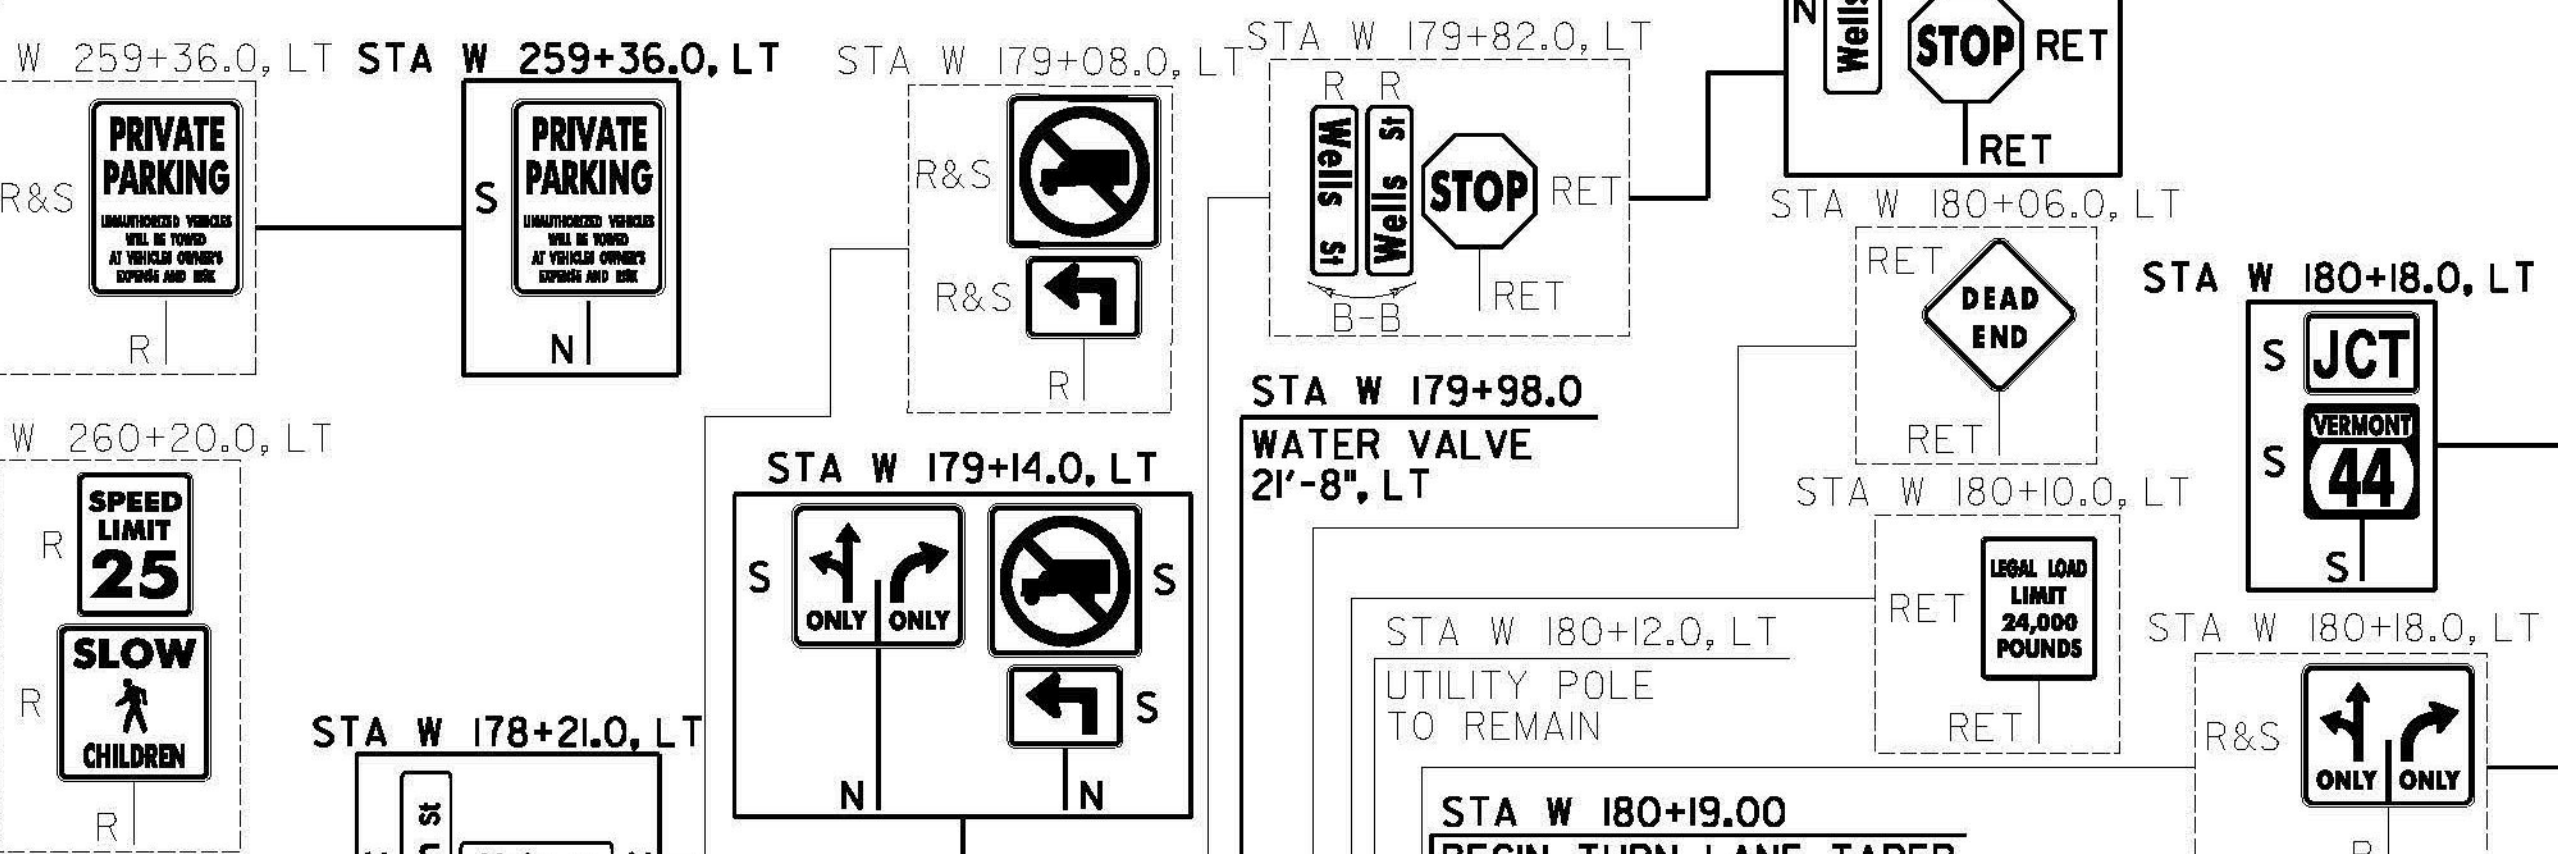 W 259+36.0, LT
PRIVATE
PARKING
UNAUTHORIZED VEHICLES
WILL BE TOWED
AT VEHICLES OWNER'S
EXPENSE AND RISK
R&S
R
STA W 259+36.0, LT
S
PRIVATE
PARKING
UNAUTHORIZED VEHICLES
WILL BE TOWED
AT VEHICLES OWNER'S
EXPENSE AND RISK
N
STA W 179+08.0, LT
R&S
R&S
R
STA W 179+82.0, LT
R R
Wells St
Wells St
STOP
RET
RET
B-B
N
Wells
STOP
RET
RET
STA W 180+06.0, LT
RET
DEAD
END
RET
STA W 180+18.0, LT
S
JCT
S
VERMONT
44
S
W 260+20.0, LT
R
SPEED
LIMIT
25
R
SLOW
CHILDREN
R
STA W 179+14.0, LT
S
ONLY ONLY
S
S
N
N
STA W 179+98.0
WATER VALVE
21'-8", LT
STA W 180+10.0, LT
RET
LEGAL LOAD
LIMIT
24,000
POUNDS
RET
STA W 180+12.0, LT
UTILITY POLE
TO REMAIN
STA W 180+18.0, LT
R&S
ONLY ONLY
R
STA W 178+21.0, LT
St
STA W 180+19.00
BEGIN TURN LANE TAPER